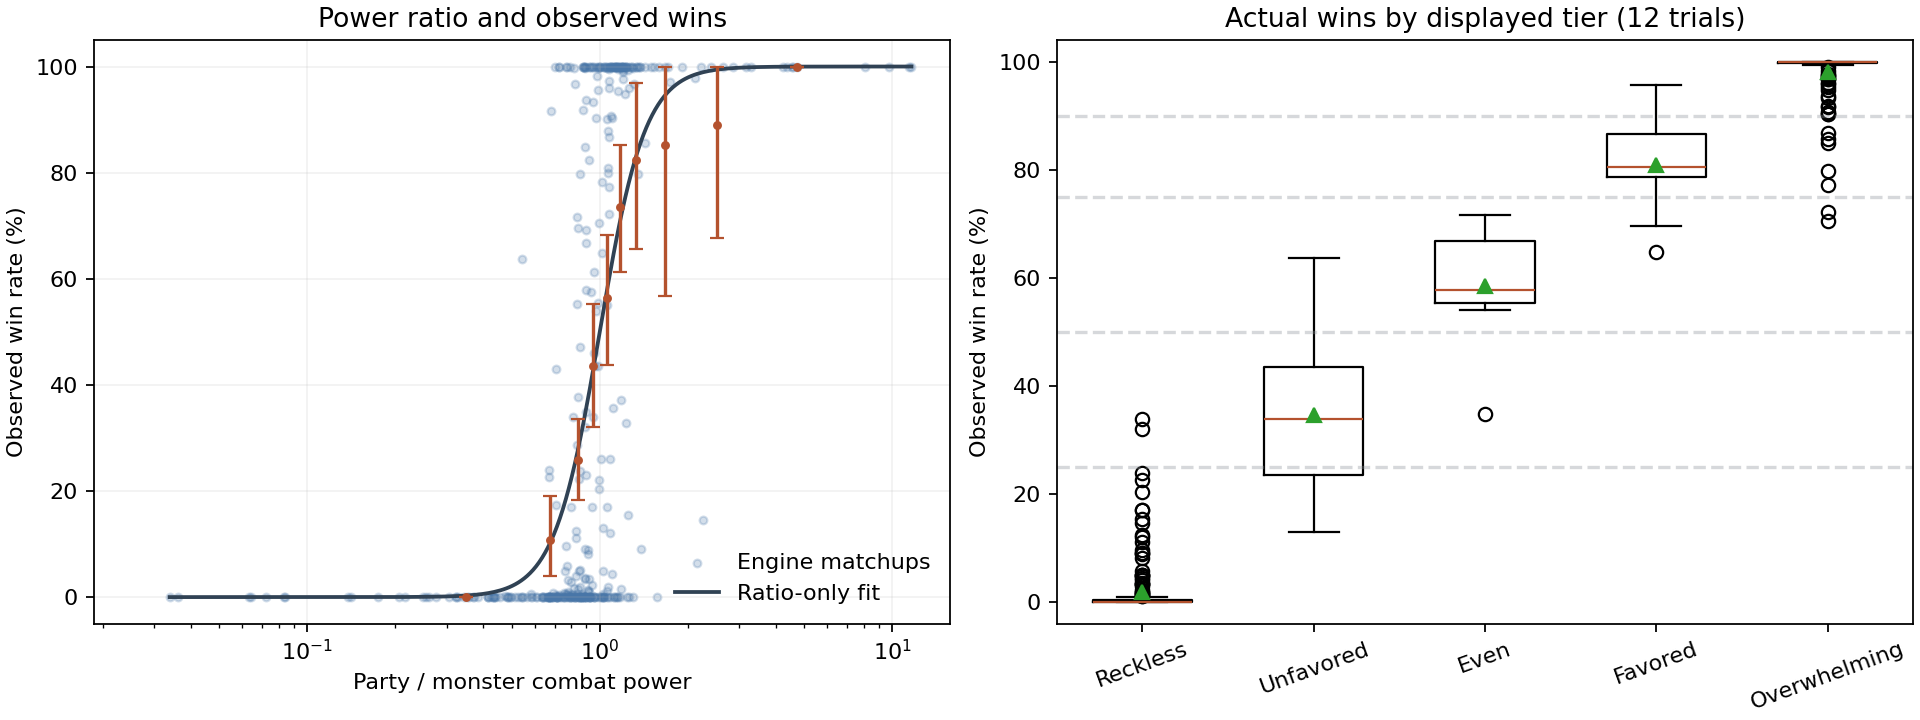 Power ratio and observed wins
Observed win rate (%)
100
80
60
40
20
0
Engine matchups
Ratio-only fit
10⁻¹
10⁰
10¹
Party / monster combat power
Actual wins by displayed tier (12 trials)
Observed win rate (%)
100
80
60
40
20
0
Reckless
Unfavored
Even
Favored
Overwhelming